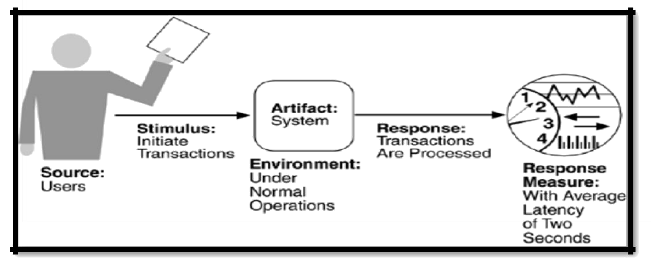 Source:
Users
Stimulus:
Initiate
Transactions
Artifact:
System
Environment:
Under
Normal
Operations
Response:
Transactions
Are Processed
1
2
3
4
Response
Measure:
With Average
Latency
of Two
Seconds